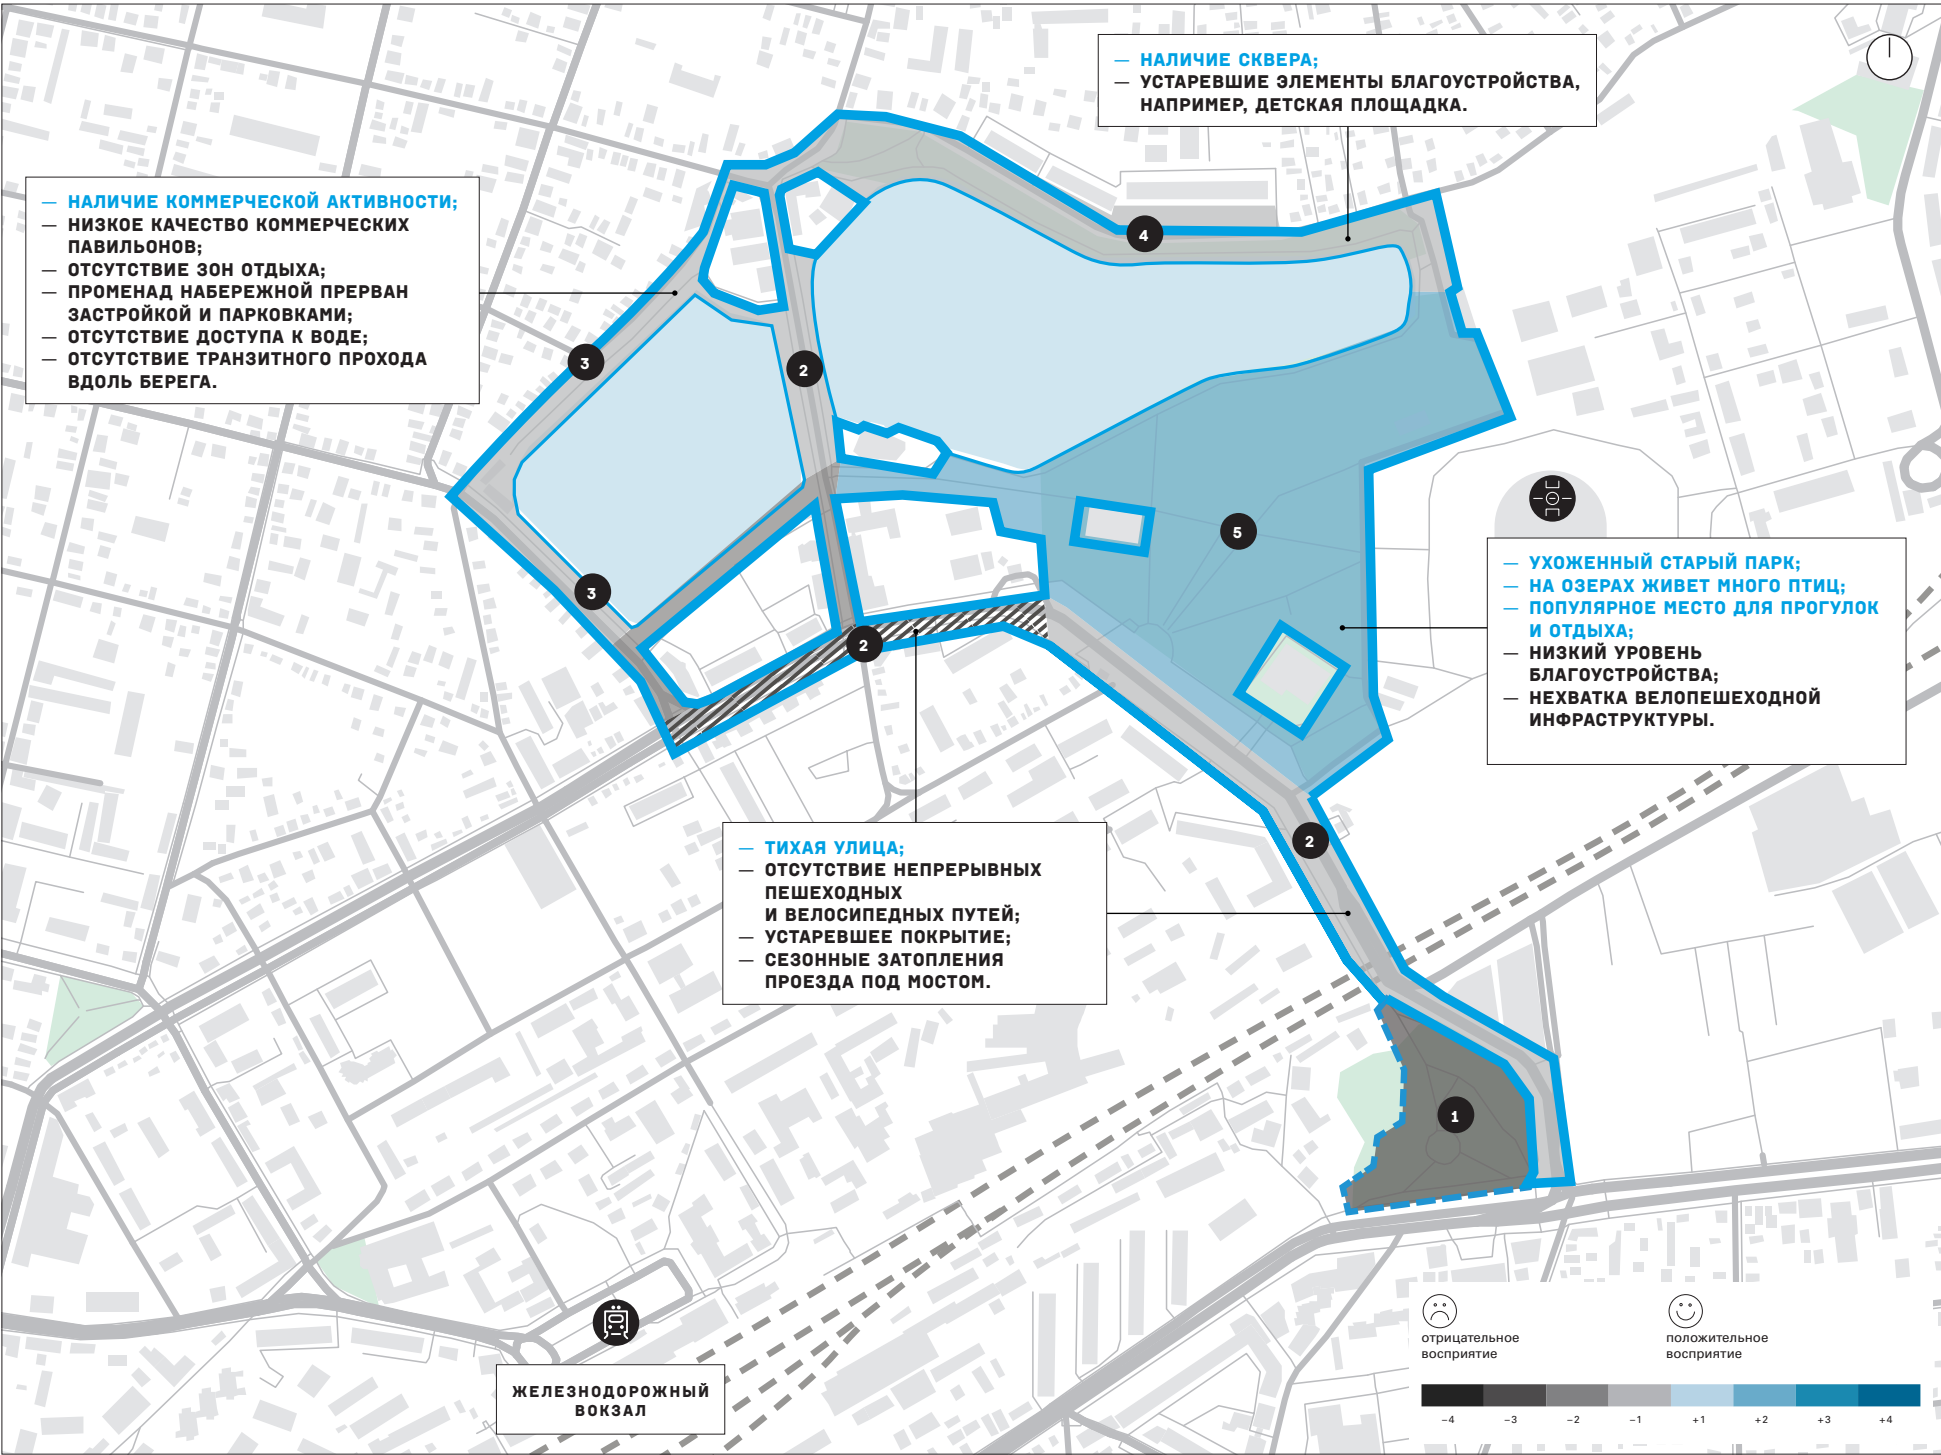 — НАЛИЧИЕ СКВЕРА;
— УСТАРЕВШИЕ ЭЛЕМЕНТЫ БЛАГОУСТРОЙСТВА,
НАПРИМЕР, ДЕТСКАЯ ПЛОЩАДКА.
— НАЛИЧИЕ КОММЕРЧЕСКОЙ АКТИВНОСТИ;
— НИЗКОЕ КАЧЕСТВО КОММЕРЧЕСКИХ
ПАВИЛЬОНОВ;
— ОТСУТСТВИЕ ЗОН ОТДЫХА;
— ПРОМЕНАД НАБЕРЕЖНОЙ ПРЕРВАН
ЗАСТРОЙКОЙ И ПАРКОВКАМИ;
— ОТСУТСТВИЕ ДОСТУПА К ВОДЕ;
— ОТСУТСТВИЕ ТРАНЗИТНОГО ПРОХОДА
ВДОЛЬ БЕРЕГА.
4
3
2
5
3
2
— УХОЖЕННЫЙ СТАРЫЙ ПАРК;
— НА ОЗЕРАХ ЖИВЕТ МНОГО ПТИЦ;
— ПОПУЛЯРНОЕ МЕСТО ДЛЯ ПРОГУЛОК
И ОТДЫХА;
— НИЗКИЙ УРОВЕНЬ
БЛАГОУСТРОЙСТВА;
— НЕХВАТКА ВЕЛОПЕШЕХОДНОЙ
ИНФРАСТРУКТУРЫ.
— ТИХАЯ УЛИЦА;
— ОТСУТСТВИЕ НЕПРЕРЫВНЫХ
ПЕШЕХОДНЫХ
И ВЕЛОСИПЕДНЫХ ПУТЕЙ;
— УСТАРЕВШЕЕ ПОКРЫТИЕ;
— СЕЗОННЫЕ ЗАТОПЛЕНИЯ
ПРОЕЗДА ПОД МОСТОМ.
2
1
ЖЕЛЕЗНОДОРОЖНЫЙ
ВОКЗАЛ
отрицательное
восприятие
положительное
восприятие
−4 −3 −2 −1 +1 +2 +3 +4